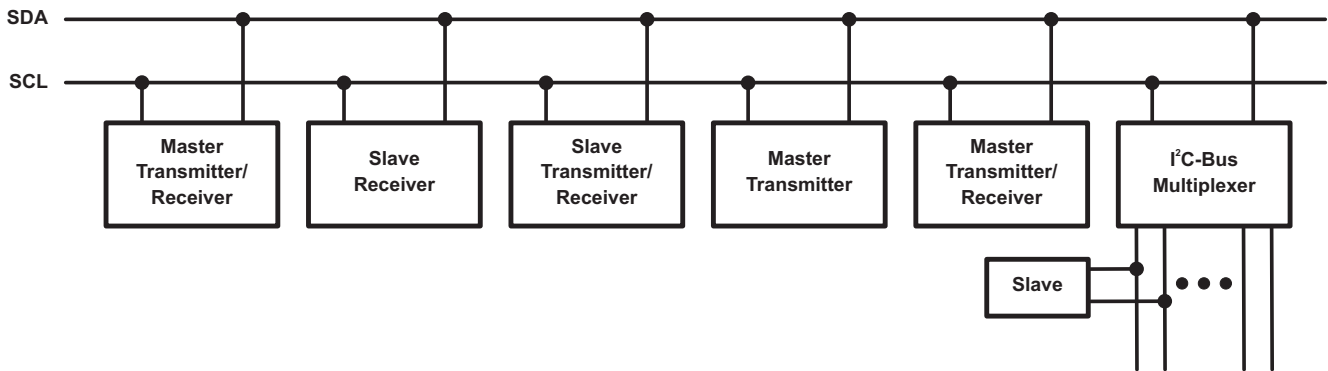 SDA
SCL
Master
Transmitter/
Receiver
Slave
Receiver
Slave
Transmitter/
Receiver
Master
Transmitter
Master
Transmitter/
Receiver
I²C-Bus
Multiplexer
Slave